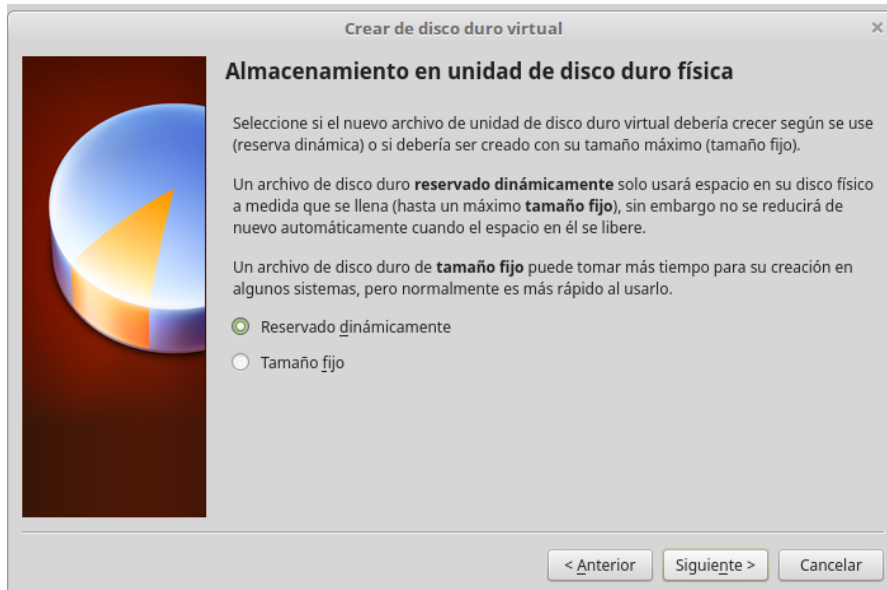 Crear de disco duro virtual
×
Almacenamiento en unidad de disco duro física
Seleccione si el nuevo archivo de unidad de disco duro virtual debería crecer según se use
(reserva dinámica) o si debería ser creado con su tamaño máximo (tamaño fijo).
Un archivo de disco duro reservado dinámicamente solo usará espacio en su disco físico
a medida que se llena (hasta un máximo tamaño fijo), sin embargo no se reducirá de
nuevo automáticamente cuando el espacio en él se libere.
Un archivo de disco duro de tamaño fijo puede tomar más tiempo para su creación en
algunos sistemas, pero normalmente es más rápido al usarlo.
Reservado dinámicamente
Tamaño fijo
< Anterior Siguiente > Cancelar